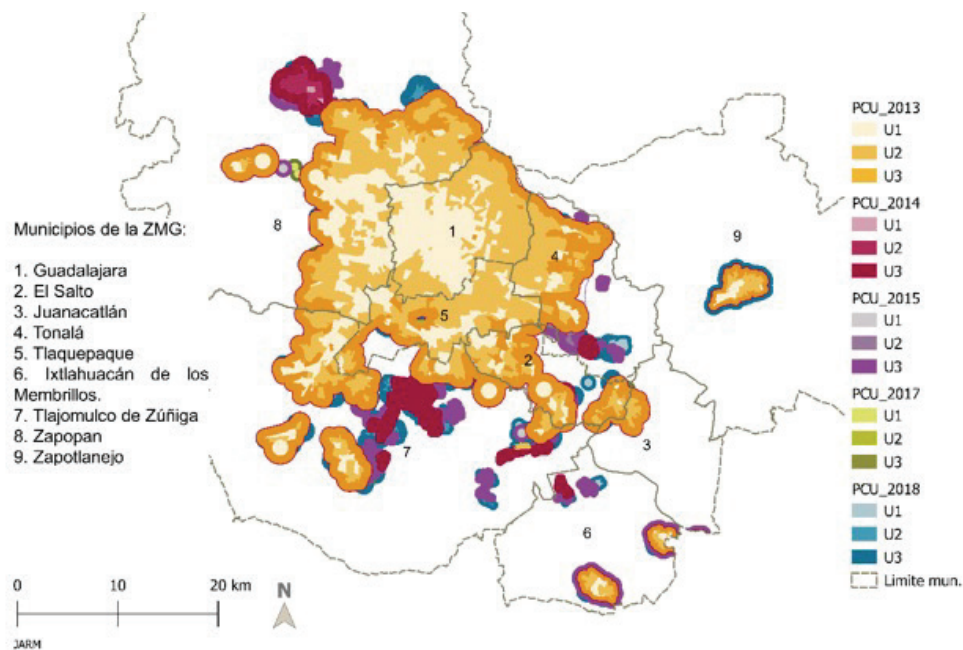 Municipios de la ZMG:
1. Guadalajara
2. El Salto
3. Juanacatlán
4. Tonalá
5. Tlaquepaque
6. Ixtlahuacán de los
Membrillos.
7. Tlajomulco de Zúñiga
8. Zapopan
9. Zapotlanejo
1
2
3
4
5
6
7
8
9
PCU_2013
U1
U2
U3
PCU_2014
U1
U2
U3
PCU_2015
U1
U2
U3
PCU_2017
U1
U2
U3
PCU_2018
U1
U2
U3
Limite mun.
0 10 20 km
N
JARM